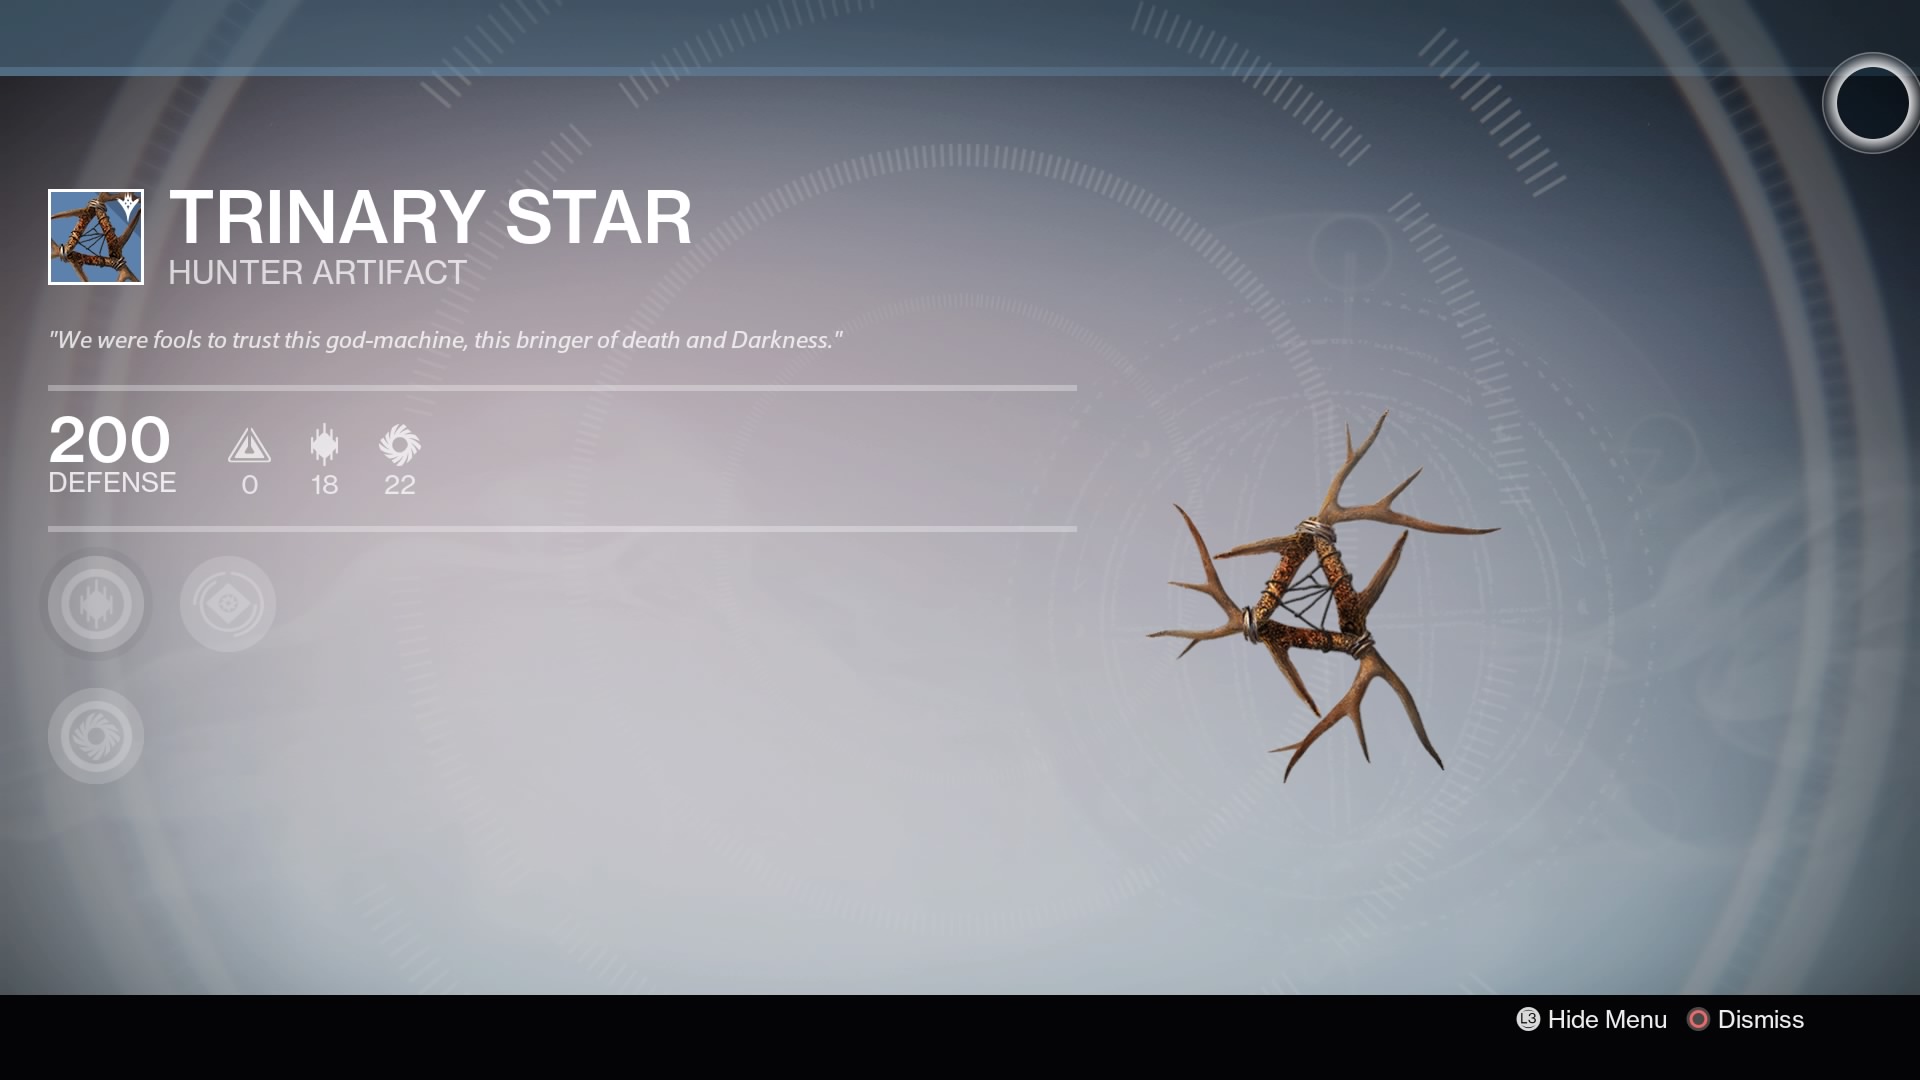 TRINARY STAR
HUNTER ARTIFACT
"We were fools to trust this god-machine, this bringer of death and Darkness."
200
DEFENSE
0 18 22
L3 Hide Menu Dismiss